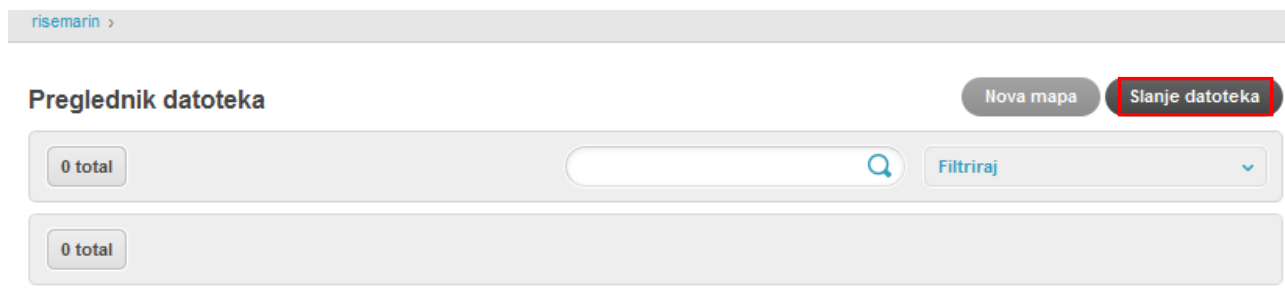 risemarin ›
Preglednik datoteka
Nova mapa
Slanje datoteka
0 total
Filtriraj
0 total